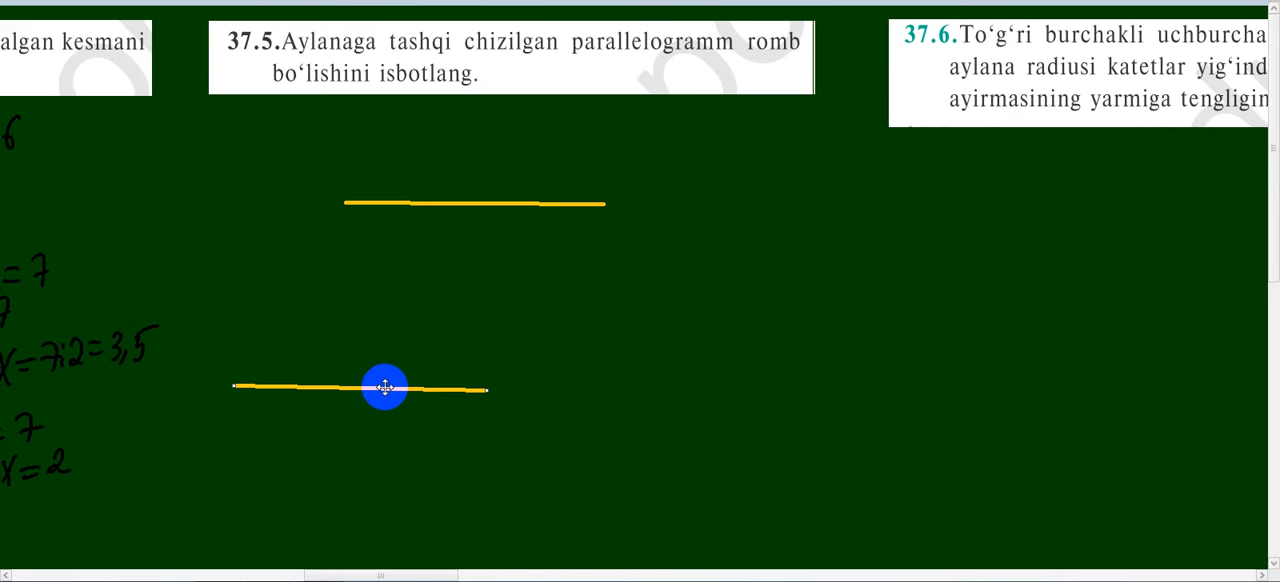 algan kesmani
37.5.Aylanaga tashqi chizilgan parallelogramm romb
bo‘lishini isbotlang.
37.6.To‘g‘ri burchakli uchburcha
aylana radiusi katetlar yig‘ind
ayirmasining yarmiga tengligin
6
= 7
7
x=7:2=3,5
= 7
x=2